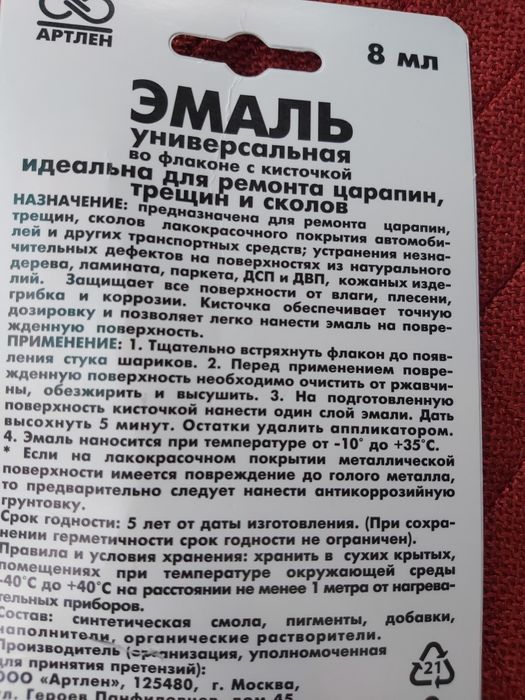 АРТЛЕН
8 мл
ЭМАЛЬ
универсальная
во флаконе с кисточкой
идеальна для ремонта царапин,
трещин и сколов
НАЗНАЧЕНИЕ: предназначена для ремонта царапин,
трещин, сколов лакокрасочного покрытия автомоби-
лей и других транспортных средств; устранения незна-
чительных дефектов на поверхностях из натурального
дерева, ламината, паркета, ДСП и ДВП, кожаных изде-
лий. Защищает все поверхности от влаги, плесени,
грибка и коррозии. Кисточка обеспечивает точную
дозировку и позволяет легко нанести эмаль на повре-
жденную поверхность.
ПРИМЕНЕНИЕ: 1. Тщательно встряхнуть флакон до появ-
ления стука шариков. 2. Перед применением повре-
жденную поверхность необходимо очистить от ржавчи-
ны, обезжирить и высушить. 3. На подготовленную
поверхность кисточкой нанести один слой эмали. Дать
высохнуть 5 минут. Остатки удалить аппликатором.
4. Эмаль наносится при температуре от -10° до +35°С.
* Если на лакокрасочном покрытии металлической
поверхности имеется повреждение до голого металла,
то предварительно следует нанести антикоррозийную
грунтовку.
Срок годности: 5 лет от даты изготовления. (При сохра-
нении герметичности срок годности не ограничен).
Правила и условия хранения: хранить в сухих крытых,
помещениях при температуре окружающей среды
-40°С до +40°С на расстоянии не менее 1 метра от нагрева-
тельных приборов.
Состав: синтетическая смола, пигменты, добавки,
наполнители, органические растворители.
Производитель (организация, уполномоченная
для принятия претензий):
ООО «Артлен», 125480, г. Москва,
ул. Героев Панфиловцев, дом 45
21